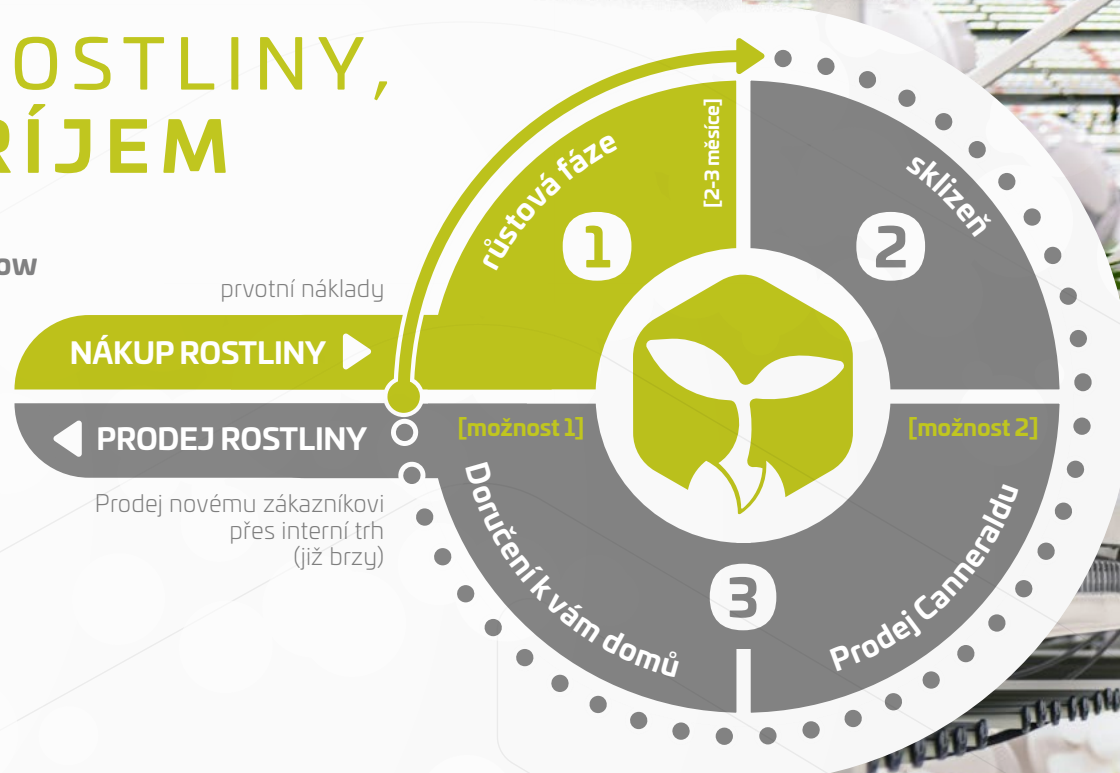 OSTLINY,
ŘÍJEM
ow
prvotní náklady
NÁKUP ROSTLINY
PRODEJ ROSTLINY
Prodej novému zákazníkovi
přes interní trh
(již brzy)
růstová fáze
[2-3 měsíce]
1
sklizeň
2
[možnost 1]
[možnost 2]
Doručení k vám domů
3
Prodej Canneraldu